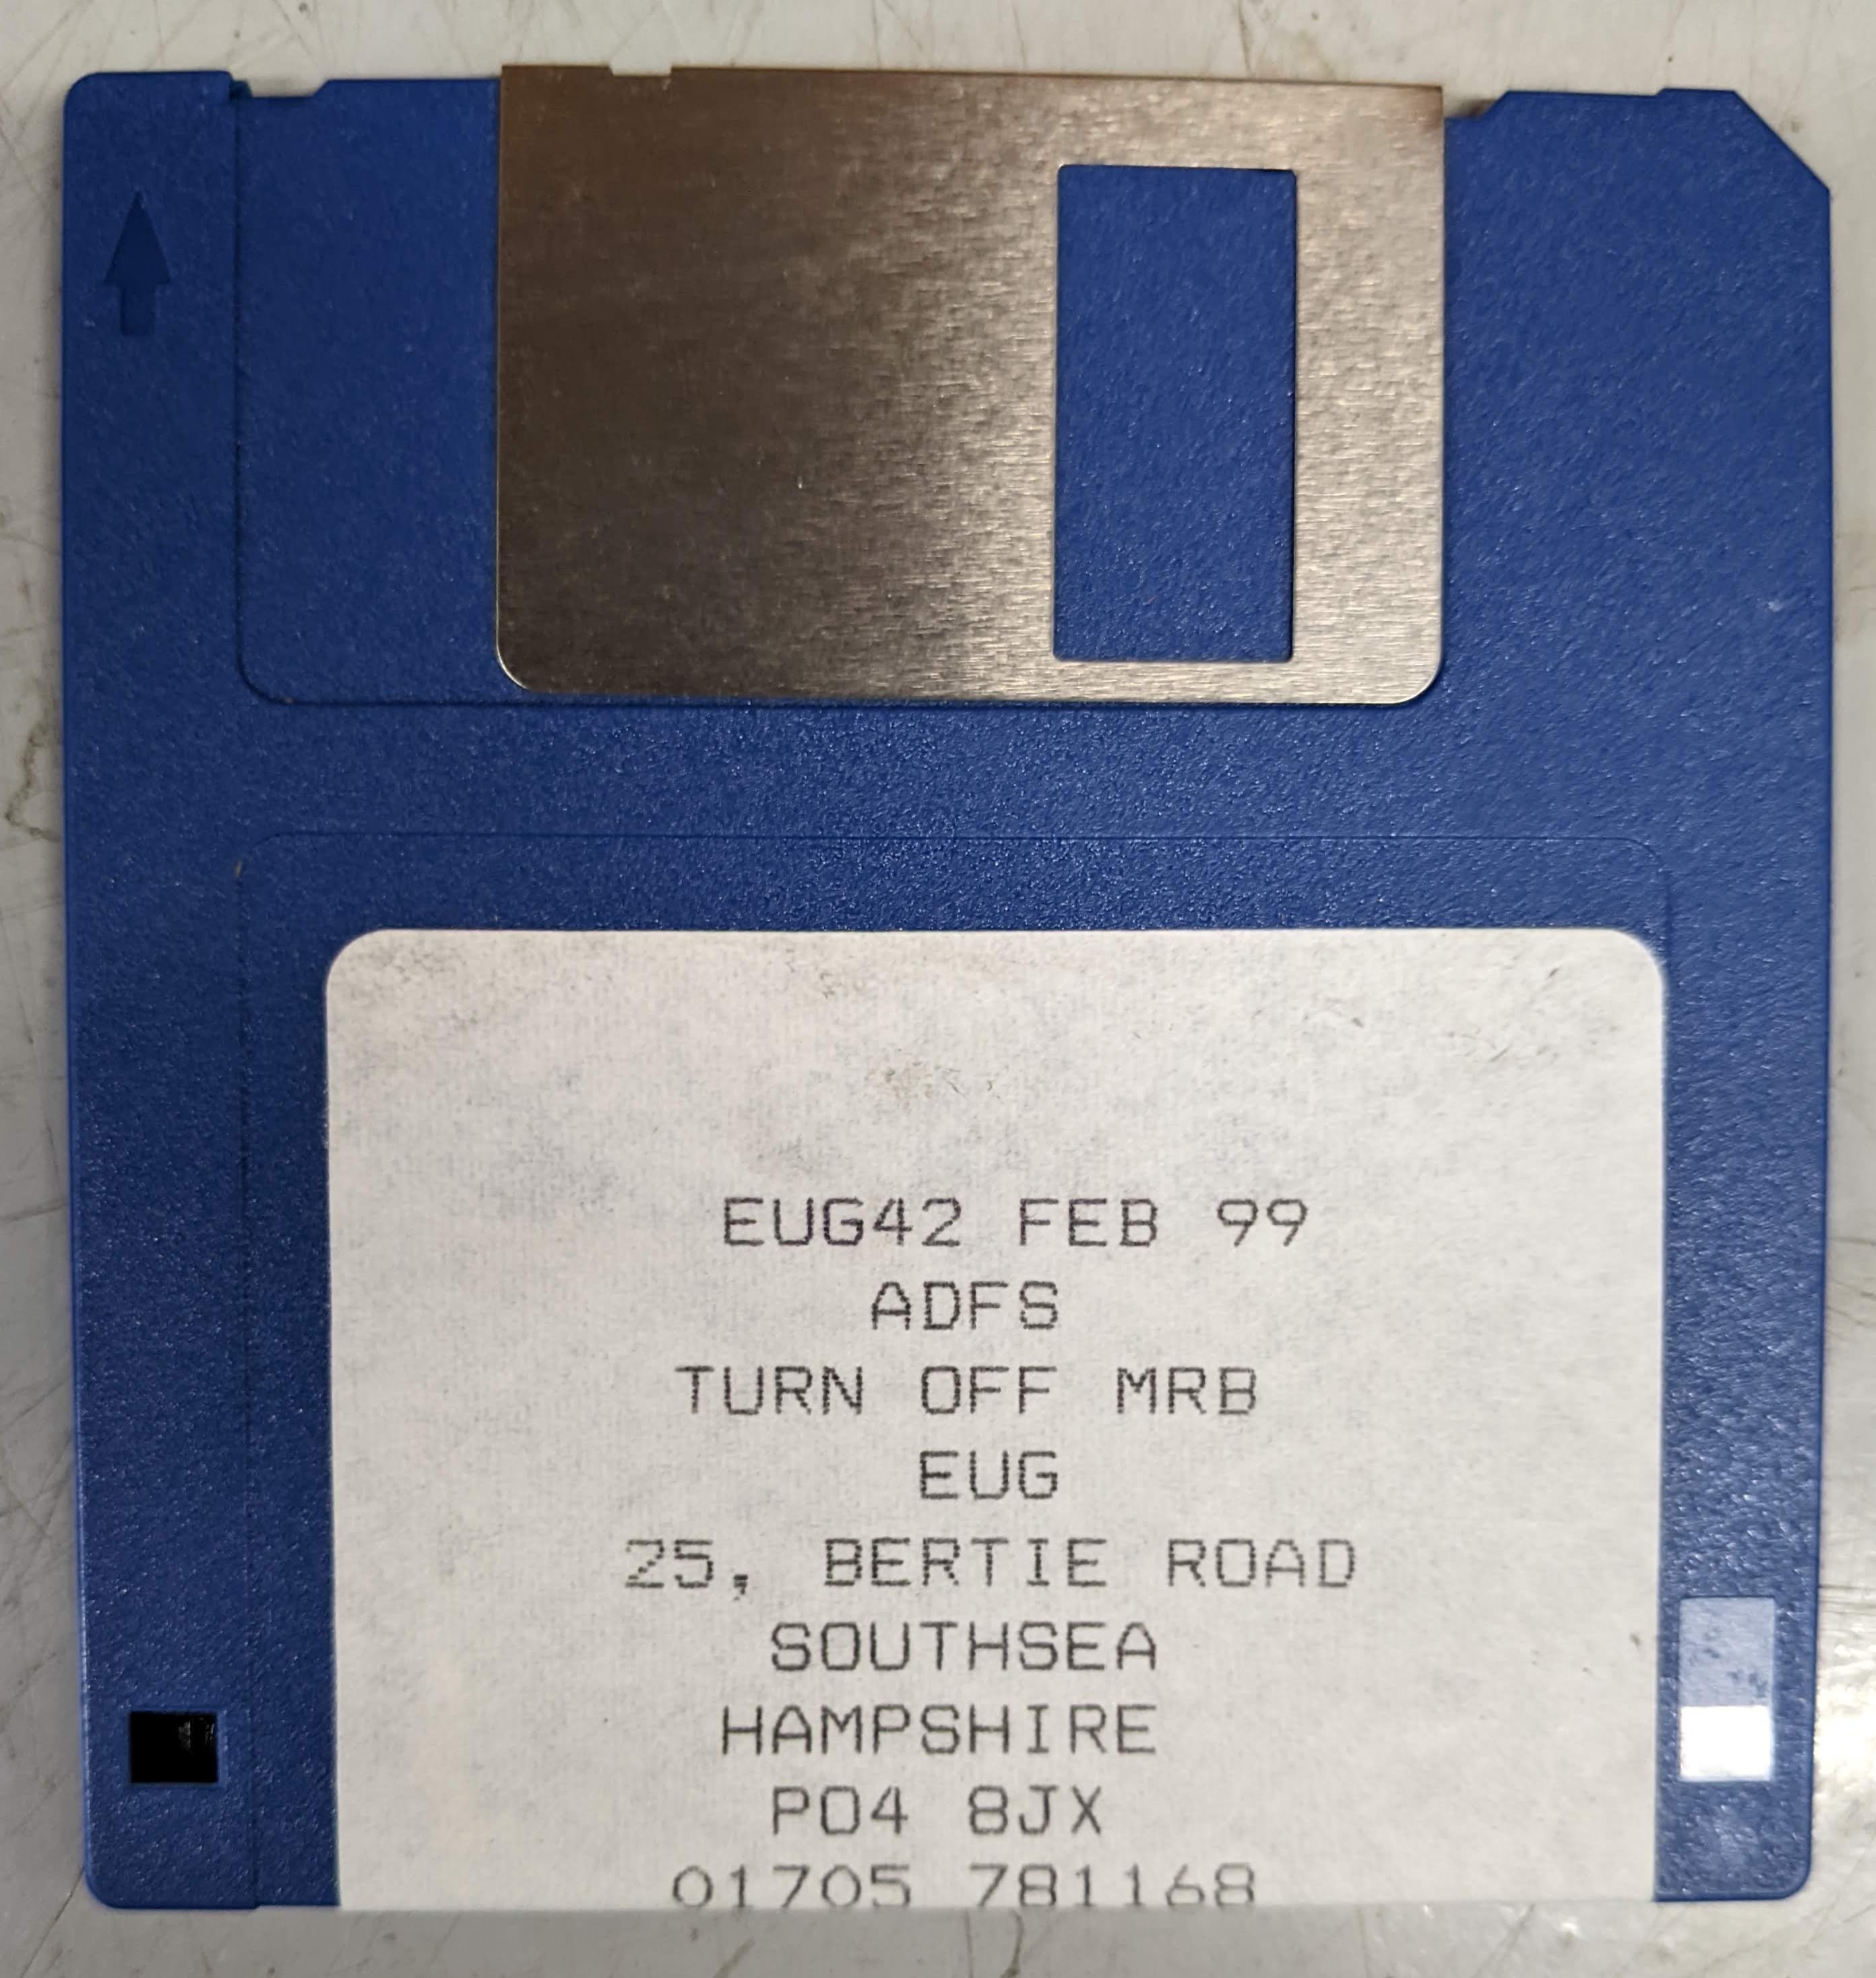 EUG42 FEB 99
ADFS
TURN OFF MRB
EUG
25, BERTIE ROAD
SOUTHSEA
HAMPSHIRE
PO4 8JX
01705 781168